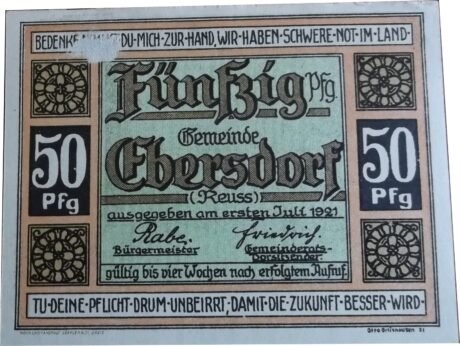 BEDENKE DU·MICH·ZUR·HAND, WIR·HABEN·SCHWERE·NOT·IM·LAND·
Fünfzig Pfg.
Gemeinde
Ebersdorf
(Reuss)
50
Pfg
50
Pfg
ausgegeben am ersten Juli 1921
Rabe.
Bürgermeister
Friedrich.
Gemeinderats-
Vorsitzender.
gültig bis vier Wochen nach erfolgtem Aufruf.
TU·DEINE·PFLICHT·DRUM·UNBEIRRT, DAMIT·DIE·ZUKUNFT·BESSER·WIRD·
21